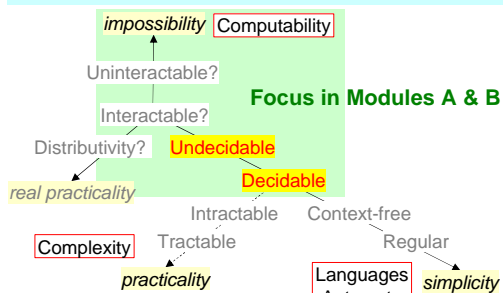 impossibility Computability
Uninteractable?
Focus in Modules A & B
Interactable?
Distributivity? Undecidable
Decidable
real practicality
Intractable Context-free
Complexity Tractable Regular
practicality Languages simplicity